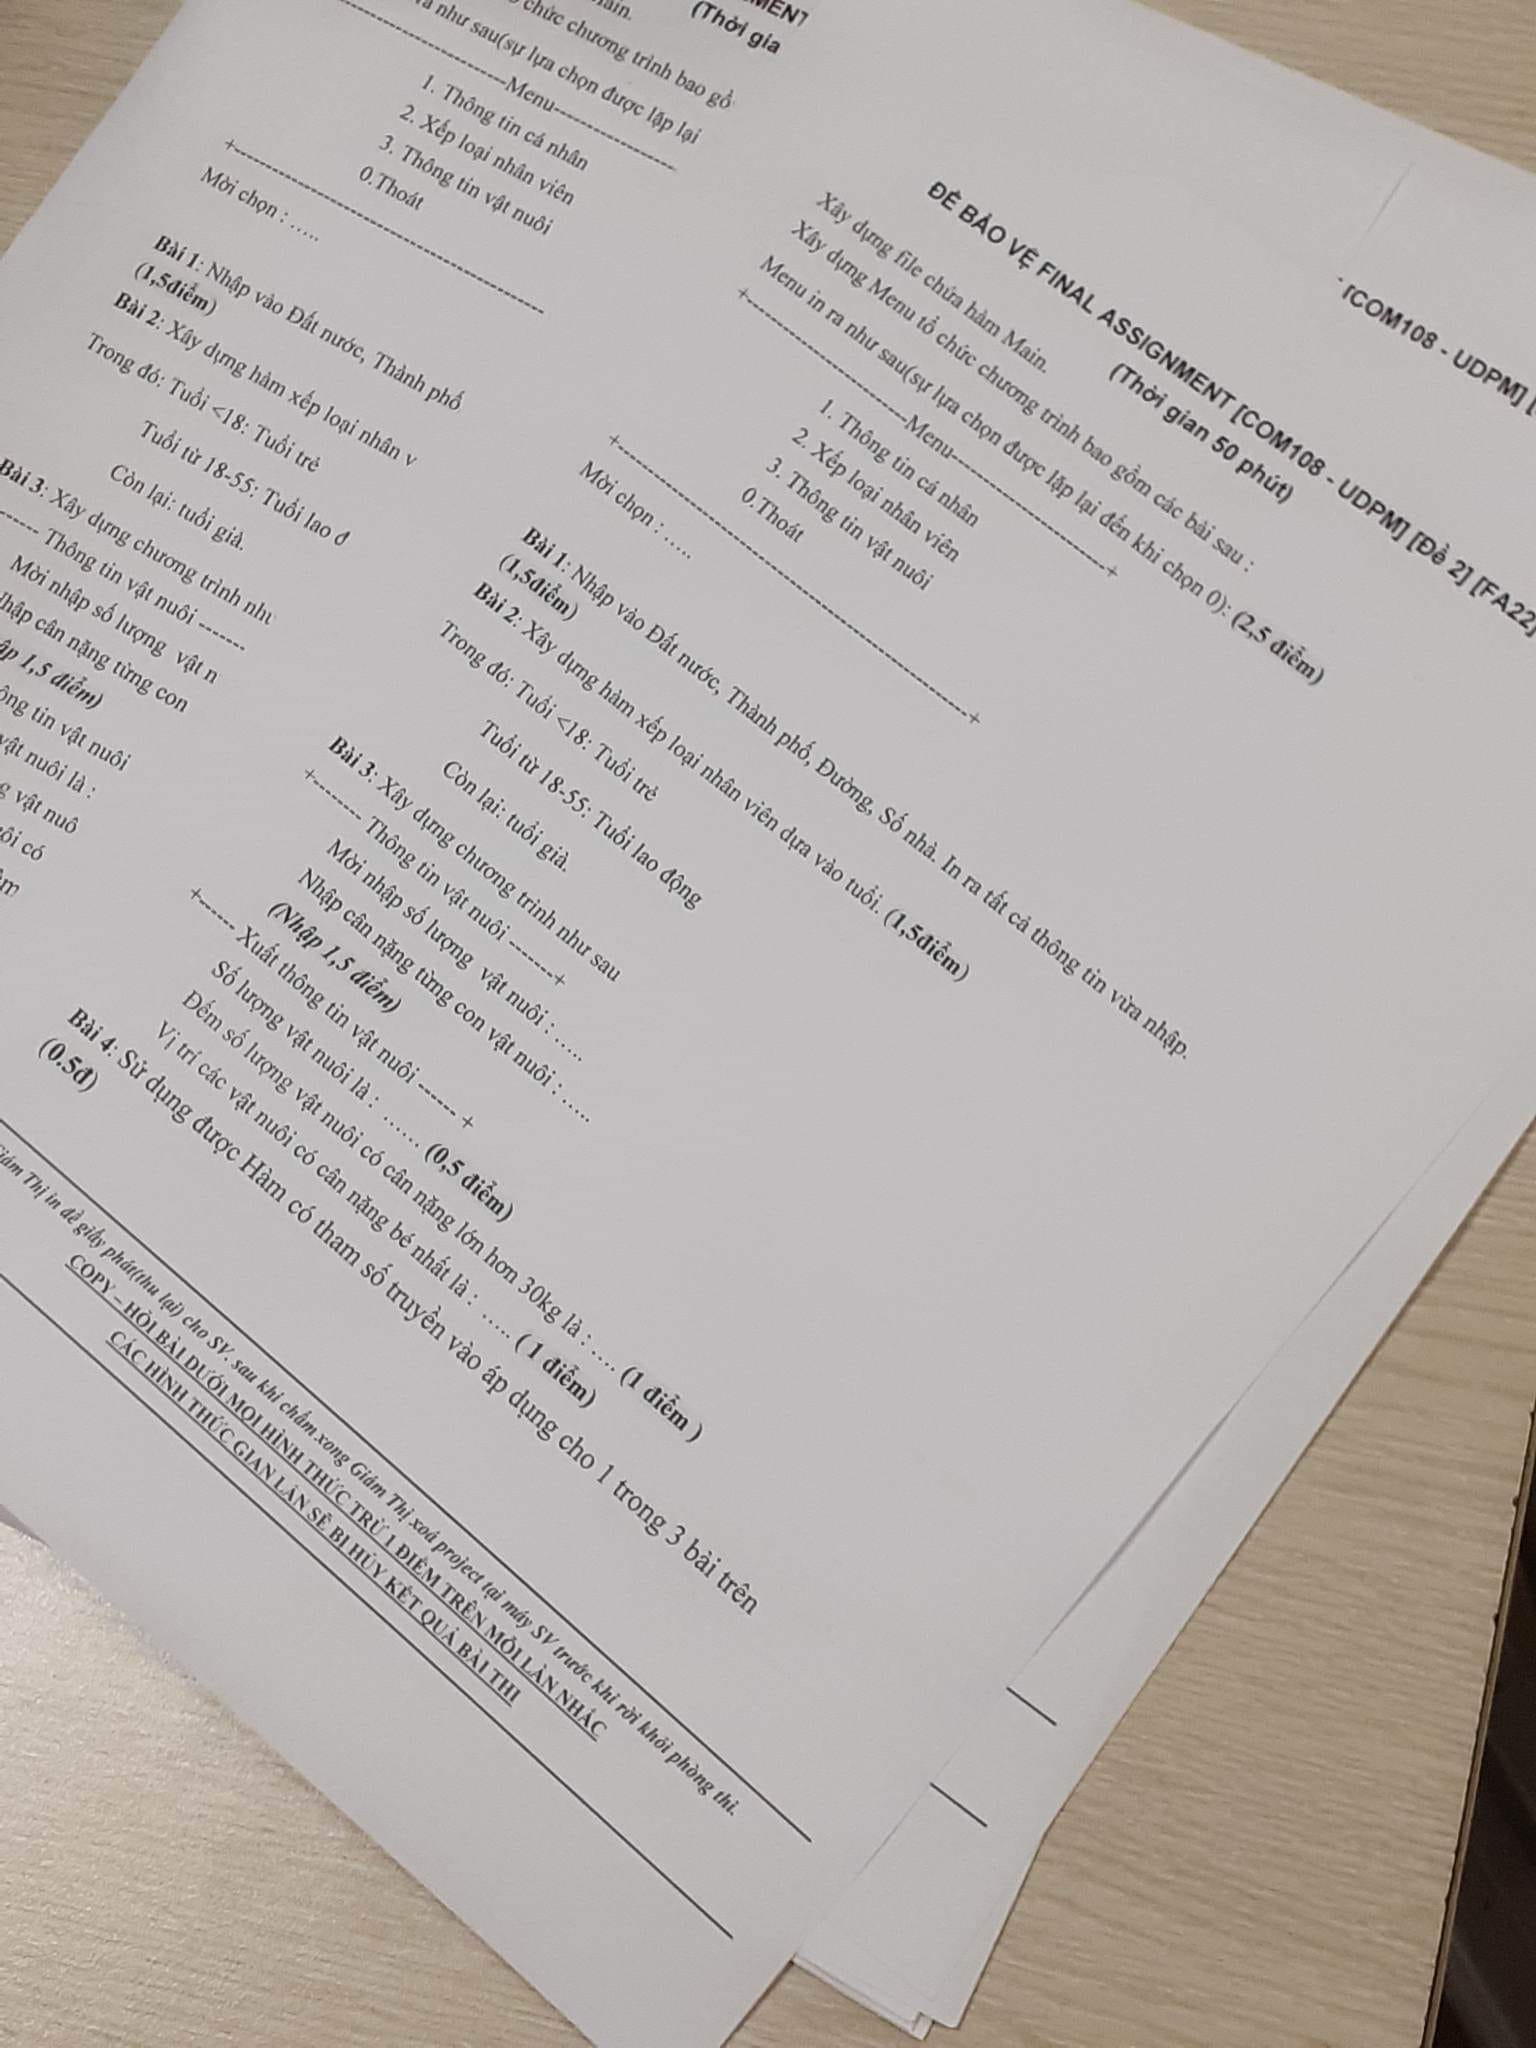 MENT
(Thời gia
ain.
chức chương trình bao gồ
ra như sau(sự lựa chọn được lặp lại
-----------------Menu-----------------
1. Thông tin cá nhân
2. Xếp loại nhân viên
3. Thông tin vật nuôi
0.Thoát
+--------------------------------------------
Mời chọn : …..
Bài 1: Nhập vào Đất nước, Thành phố
(1,5điểm)
Bài 2: Xây dựng hàm xếp loại nhân v
Trong đó: Tuổi <18: Tuổi trẻ
Tuổi từ 18-55: Tuổi lao đ
Còn lại: tuổi già.
Bài 3: Xây dựng chương trình như
------- Thông tin vật nuôi -------
Mời nhập số lượng vật n
Nhập cân nặng từng con
ập 1,5 điểm)
ông tin vật nuôi
vật nuôi là :
g vật nuô
ôi có
[COM108 - UDPM] [
ĐỀ BẢO VỆ FINAL ASSIGNMENT [COM108 - UDPM] [Đề 2] [FA22]
(Thời gian 50 phút)
Xây dựng file chứa hàm Main.
Xây dựng Menu tổ chức chương trình bao gồm các bài sau :
Menu in ra như sau(sự lựa chọn được lặp lại đến khi chọn 0): (2,5 điểm)
+----------------------Menu----------------------+
1. Thông tin cá nhân
2. Xếp loại nhân viên
3. Thông tin vật nuôi
0.Thoát
+------------------------------------------------+
Mời chọn : …..
Bài 1: Nhập vào Đất nước, Thành phố, Đường, Số nhà. In ra tất cả thông tin vừa nhập.
(1,5điểm)
Bài 2: Xây dựng hàm xếp loại nhân viên dựa vào tuổi. (1,5điểm)
Trong đó: Tuổi <18: Tuổi trẻ
Tuổi từ 18-55: Tuổi lao động
Còn lại: tuổi già.
Bài 3: Xây dựng chương trình như sau
+------- Thông tin vật nuôi -------+
Mời nhập số lượng vật nuôi : …..
Nhập cân nặng từng con vật nuôi : …..
(Nhập 1,5 điểm)
+------ Xuất thông tin vật nuôi ------ +
Số lượng vật nuôi là : …… (0,5 điểm)
Đếm số lượng vật nuôi có cân nặng lớn hơn 30kg là : …. (1 điểm )
Vị trí các vật nuôi có cân nặng bé nhất là : ….. ( 1 điểm)
Bài 4: Sử dụng được Hàm có tham số truyền vào áp dụng cho 1 trong 3 bài trên
(0.5đ)
Giám Thị in đề giấy phát(thu lại) cho SV. sau khi chấm xong Giám Thị xoá project tại máy SV trước khi rời khỏi phòng thi.
COPY – HỎI BÀI DƯỚI MỌI HÌNH THỨC TRỪ 1 ĐIỂM TRÊN MỖI LẦN NHẮC
CÁC HÌNH THỨC GIAN LẬN SẼ BỊ HỦY KẾT QUẢ BÀI THI